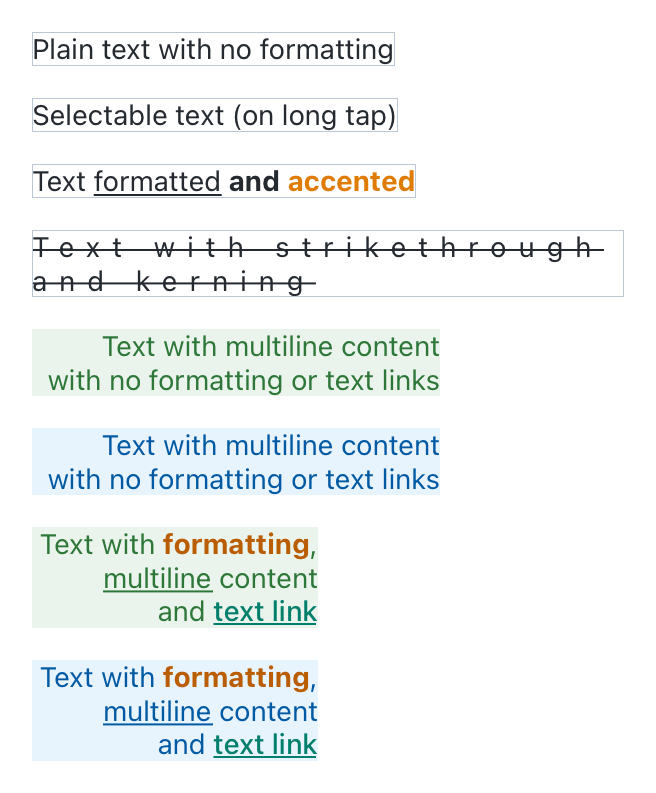 Plain text with no formatting
Selectable text (on long tap)
Text formatted and accented
Text with strikethrough
and kerning
Text with multiline content
with no formatting or text links
Text with multiline content
with no formatting or text links
Text with formatting,
multiline content
and text link
Text with formatting,
multiline content
and text link